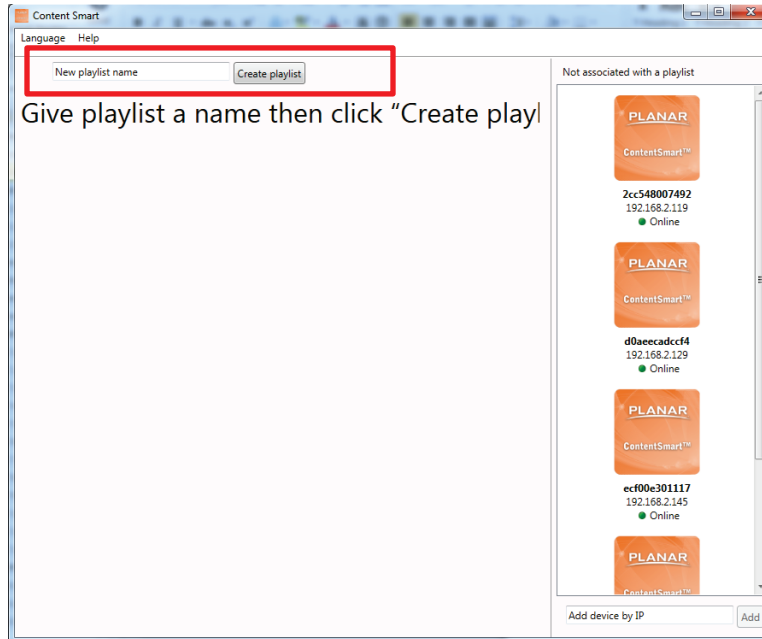 Content Smart
Language Help
New playlist name
Create playlist
Give playlist a name then click “Create playl
Not associated with a playlist
PLANAR
ContentSmart™
2cc548007492
192.168.2.119
Online
PLANAR
ContentSmart™
d0aeecadccf4
192.168.2.129
Online
PLANAR
ContentSmart™
ecf00e301117
192.168.2.145
Online
PLANAR
ContentSmart™
Add device by IP
Add